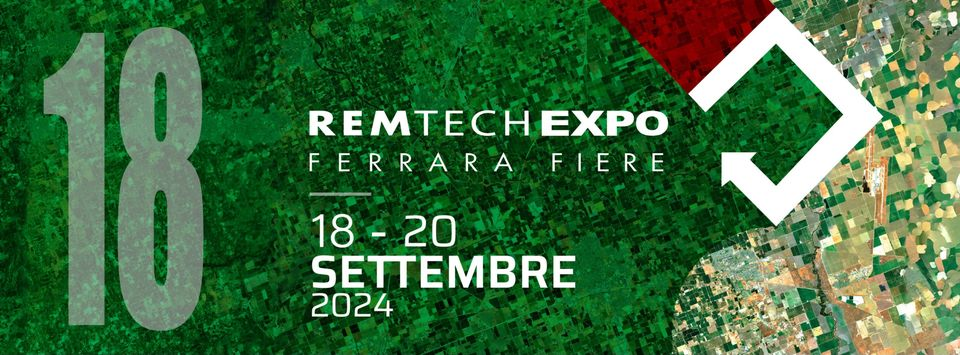 18
REMTECHEXPO
FERRARA FIERE
18 - 20
SETTEMBRE
2024